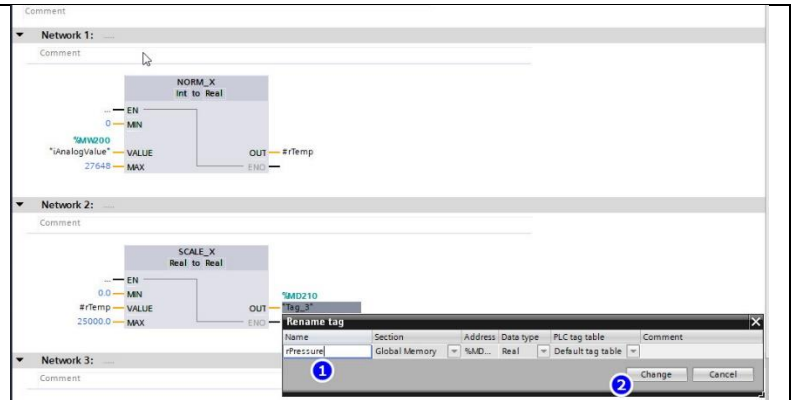 Comment
Network 1: ......
Comment
NORM_X
Int to Real
... EN
0 MIN
%MW200
"iAnalogValue" VALUE OUT #rTemp
27648 MAX ENO
Network 2: ......
Comment
SCALE_X
Real to Real
... EN
0.0 MIN
%MD210
#rTemp VALUE OUT "Tag_3"
25000.0 MAX ENO
Rename tag X
Name Section Address Data type PLC tag table Comment
rPressure Global Memory %MD... Real Default tag table
1
2 Change Cancel
Network 3: ......
Comment